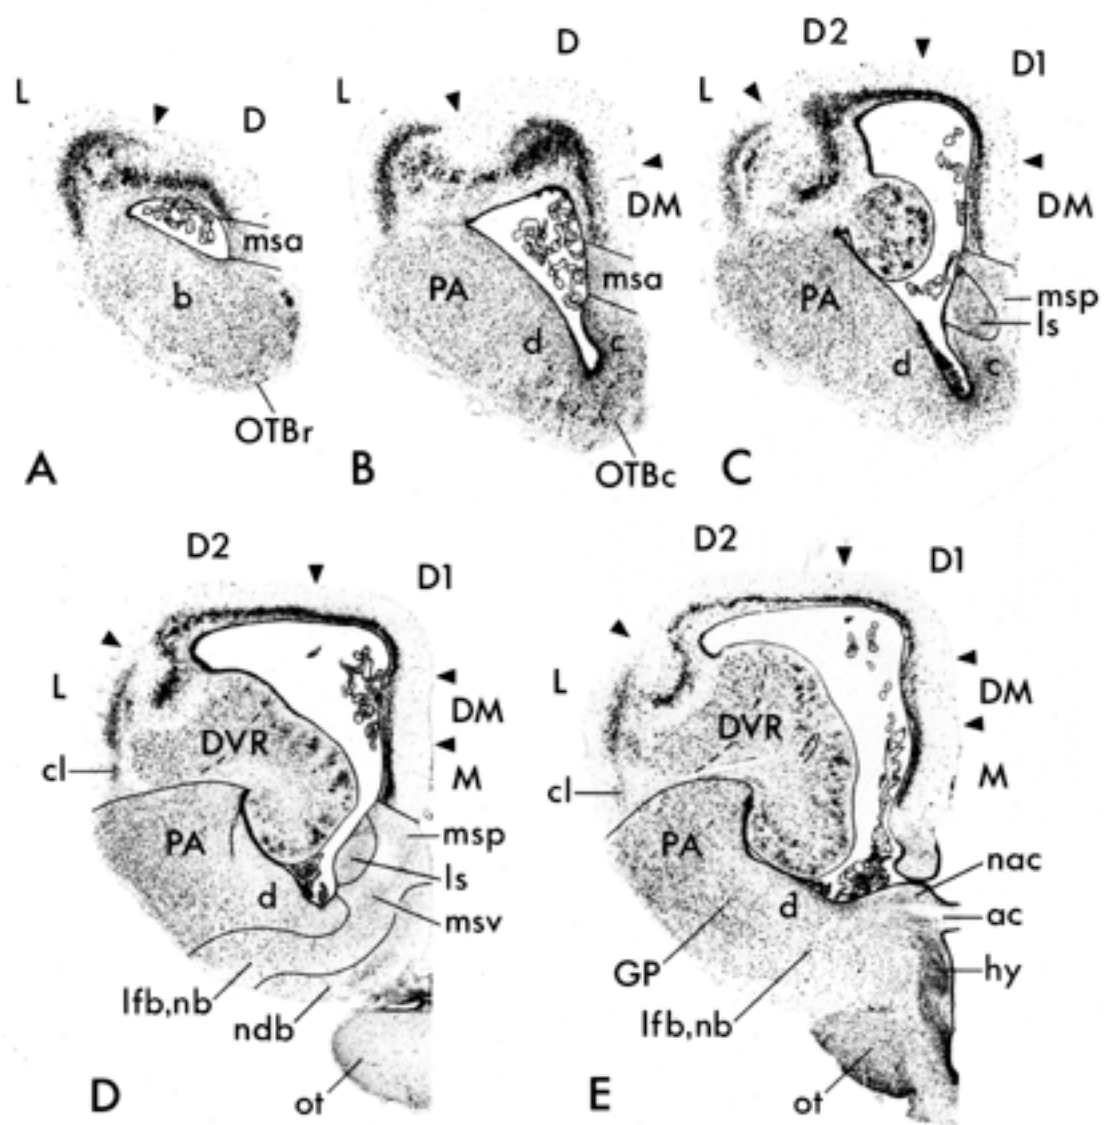 D2
D
D1
L
L
L
D
DM
DM
msa
msa
PA
PA
msp
b
ls
d
c
d
c
OTBr
OTBc
A
B
C
D2
D2
D1
D1
L
L
DM
DM
DVR
DVR
cl
M
M
cl
PA
msp
PA
nac
ls
d
msv
d
ac
GP
hy
lfb,nb
lfb,nb
ndb
D
ot
E
ot